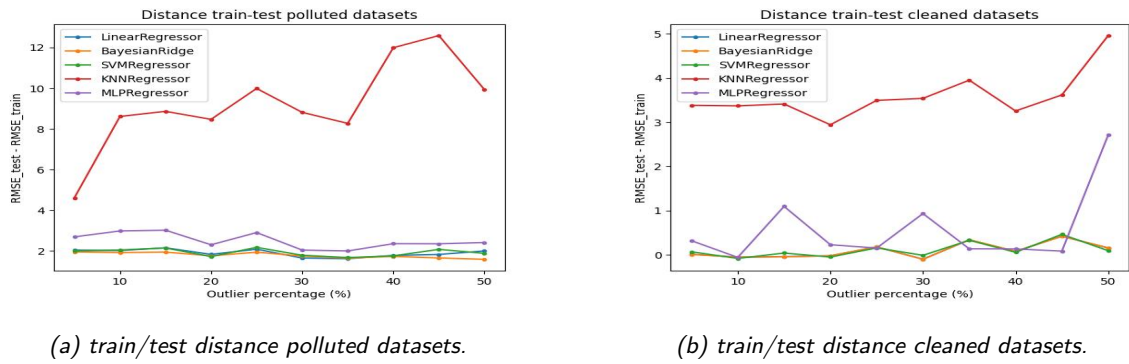 Distance train-test polluted datasets
LinearRegressor
BayesianRidge
SVMRegressor
KNNRegressor
MLPRegressor
RMSE_test - RMSE_train
12
10
8
6
4
2
10 20 30 40 50
Outlier percentage (%)
(a) train/test distance polluted datasets.
Distance train-test cleaned datasets
LinearRegressor
BayesianRidge
SVMRegressor
KNNRegressor
MLPRegressor
RMSE_test - RMSE_train
5
4
3
2
1
0
10 20 30 40 50
Outlier percentage (%)
(b) train/test distance cleaned datasets.